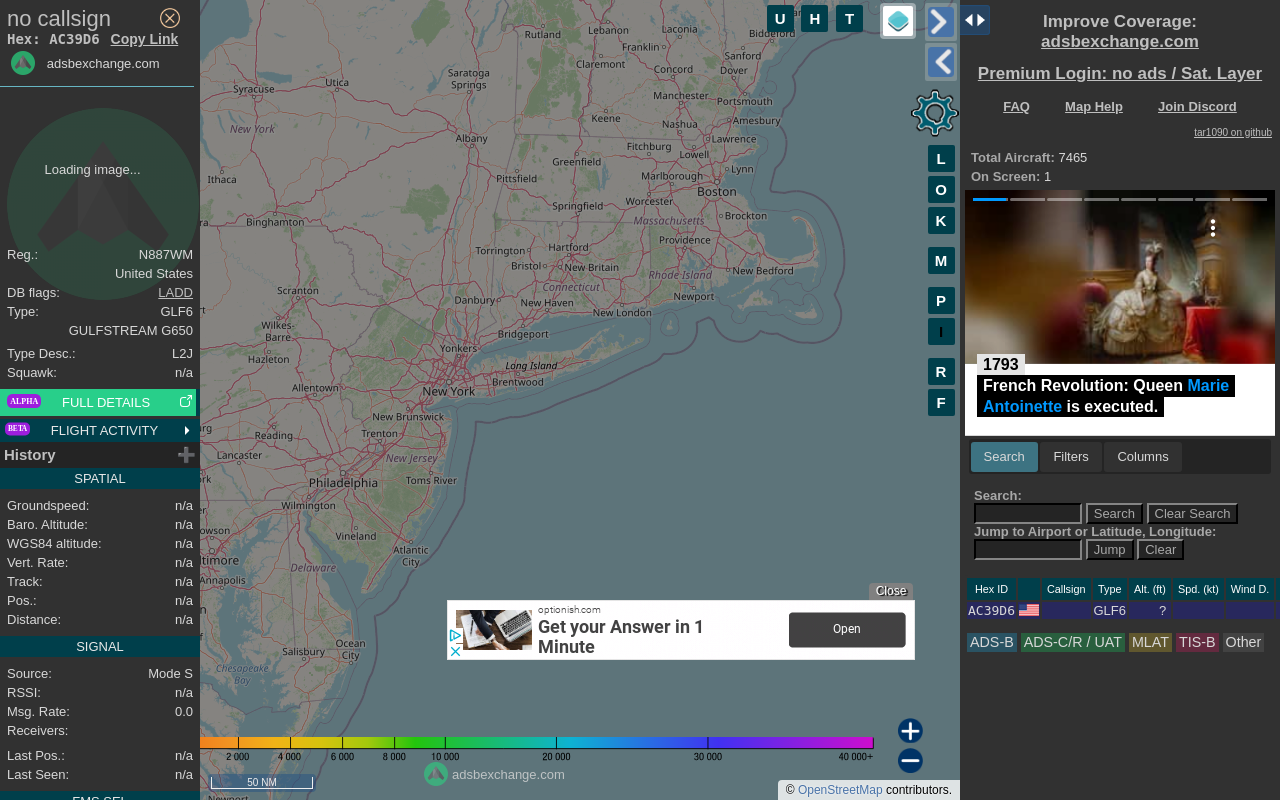 no callsign
Hex: AC39D6 Copy Link
adsbexchange.com
Loading image...
Reg.: N887WM
United States
DB flags: LADD
Type: GLF6
GULFSTREAM G650
Type Desc.: L2J
Squawk: n/a
ALPHA FULL DETAILS
BETA FLIGHT ACTIVITY
History
SPATIAL
Groundspeed: n/a
Baro. Altitude: n/a
WGS84 altitude: n/a
Vert. Rate: n/a
Track: n/a
Pos.: n/a
Distance: n/a
SIGNAL
Source: Mode S
RSSI: n/a
Msg. Rate: 0.0
Receivers:
Last Pos.: n/a
Last Seen: n/a
FMS SEL
U H T
L
O
K
M
P
I
R
F
Rutland
Lebanon
Laconia
Franklin
Sanford
Claremont
Concord
Dover
Saratoga
Springs
Utica
Syracuse
Manchester
Portsmouth
Keene
Nashua
Amesbury
New York
Albany
Lawrence
Fitchburg
Lowell
Greenfield
Lynn
Ithaca
Pittsfield
Marlborough
Boston
Worcester
Springfield
Massachusetts
Brockton
Binghamton
Torrington
Hartford
Providence
Bristol
New Britain
New Bedford
Rhode Island
Connecticut
Newport
Scranton
Danbury
New Haven
New London
Wilkes-
Barre
Bridgeport
Yonkers
Hazleton
Long Island
Brentwood
Allentown
New York
New Brunswick
Reading
Trenton
Lancaster
New Jersey
Toms River
Philadelphia
Wilmington
Vineland
Atlantic
City
Delaware
Annapolis
Salisbury
Ocean
City
Chesapeake
Bay
Close
optionish.com
Get your Answer in 1
Minute
Open
2 000 4 000 6 000 8 000 10 000 20 000 30 000 40 000+
50 NM
adsbexchange.com
© OpenStreetMap contributors.
Improve Coverage:
adsbexchange.com
Premium Login: no ads / Sat. Layer
FAQ Map Help Join Discord
tar1090 on github
Total Aircraft: 7465
On Screen: 1
1793
French Revolution: Queen Marie
Antoinette is executed.
Search Filters Columns
Search:
Search Clear Search
Jump to Airport or Latitude, Longitude:
Jump Clear
Hex ID Callsign Type Alt. (ft) Spd. (kt) Wind D.
AC39D6 GLF6 ?
ADS-B ADS-C/R / UAT MLAT TIS-B Other